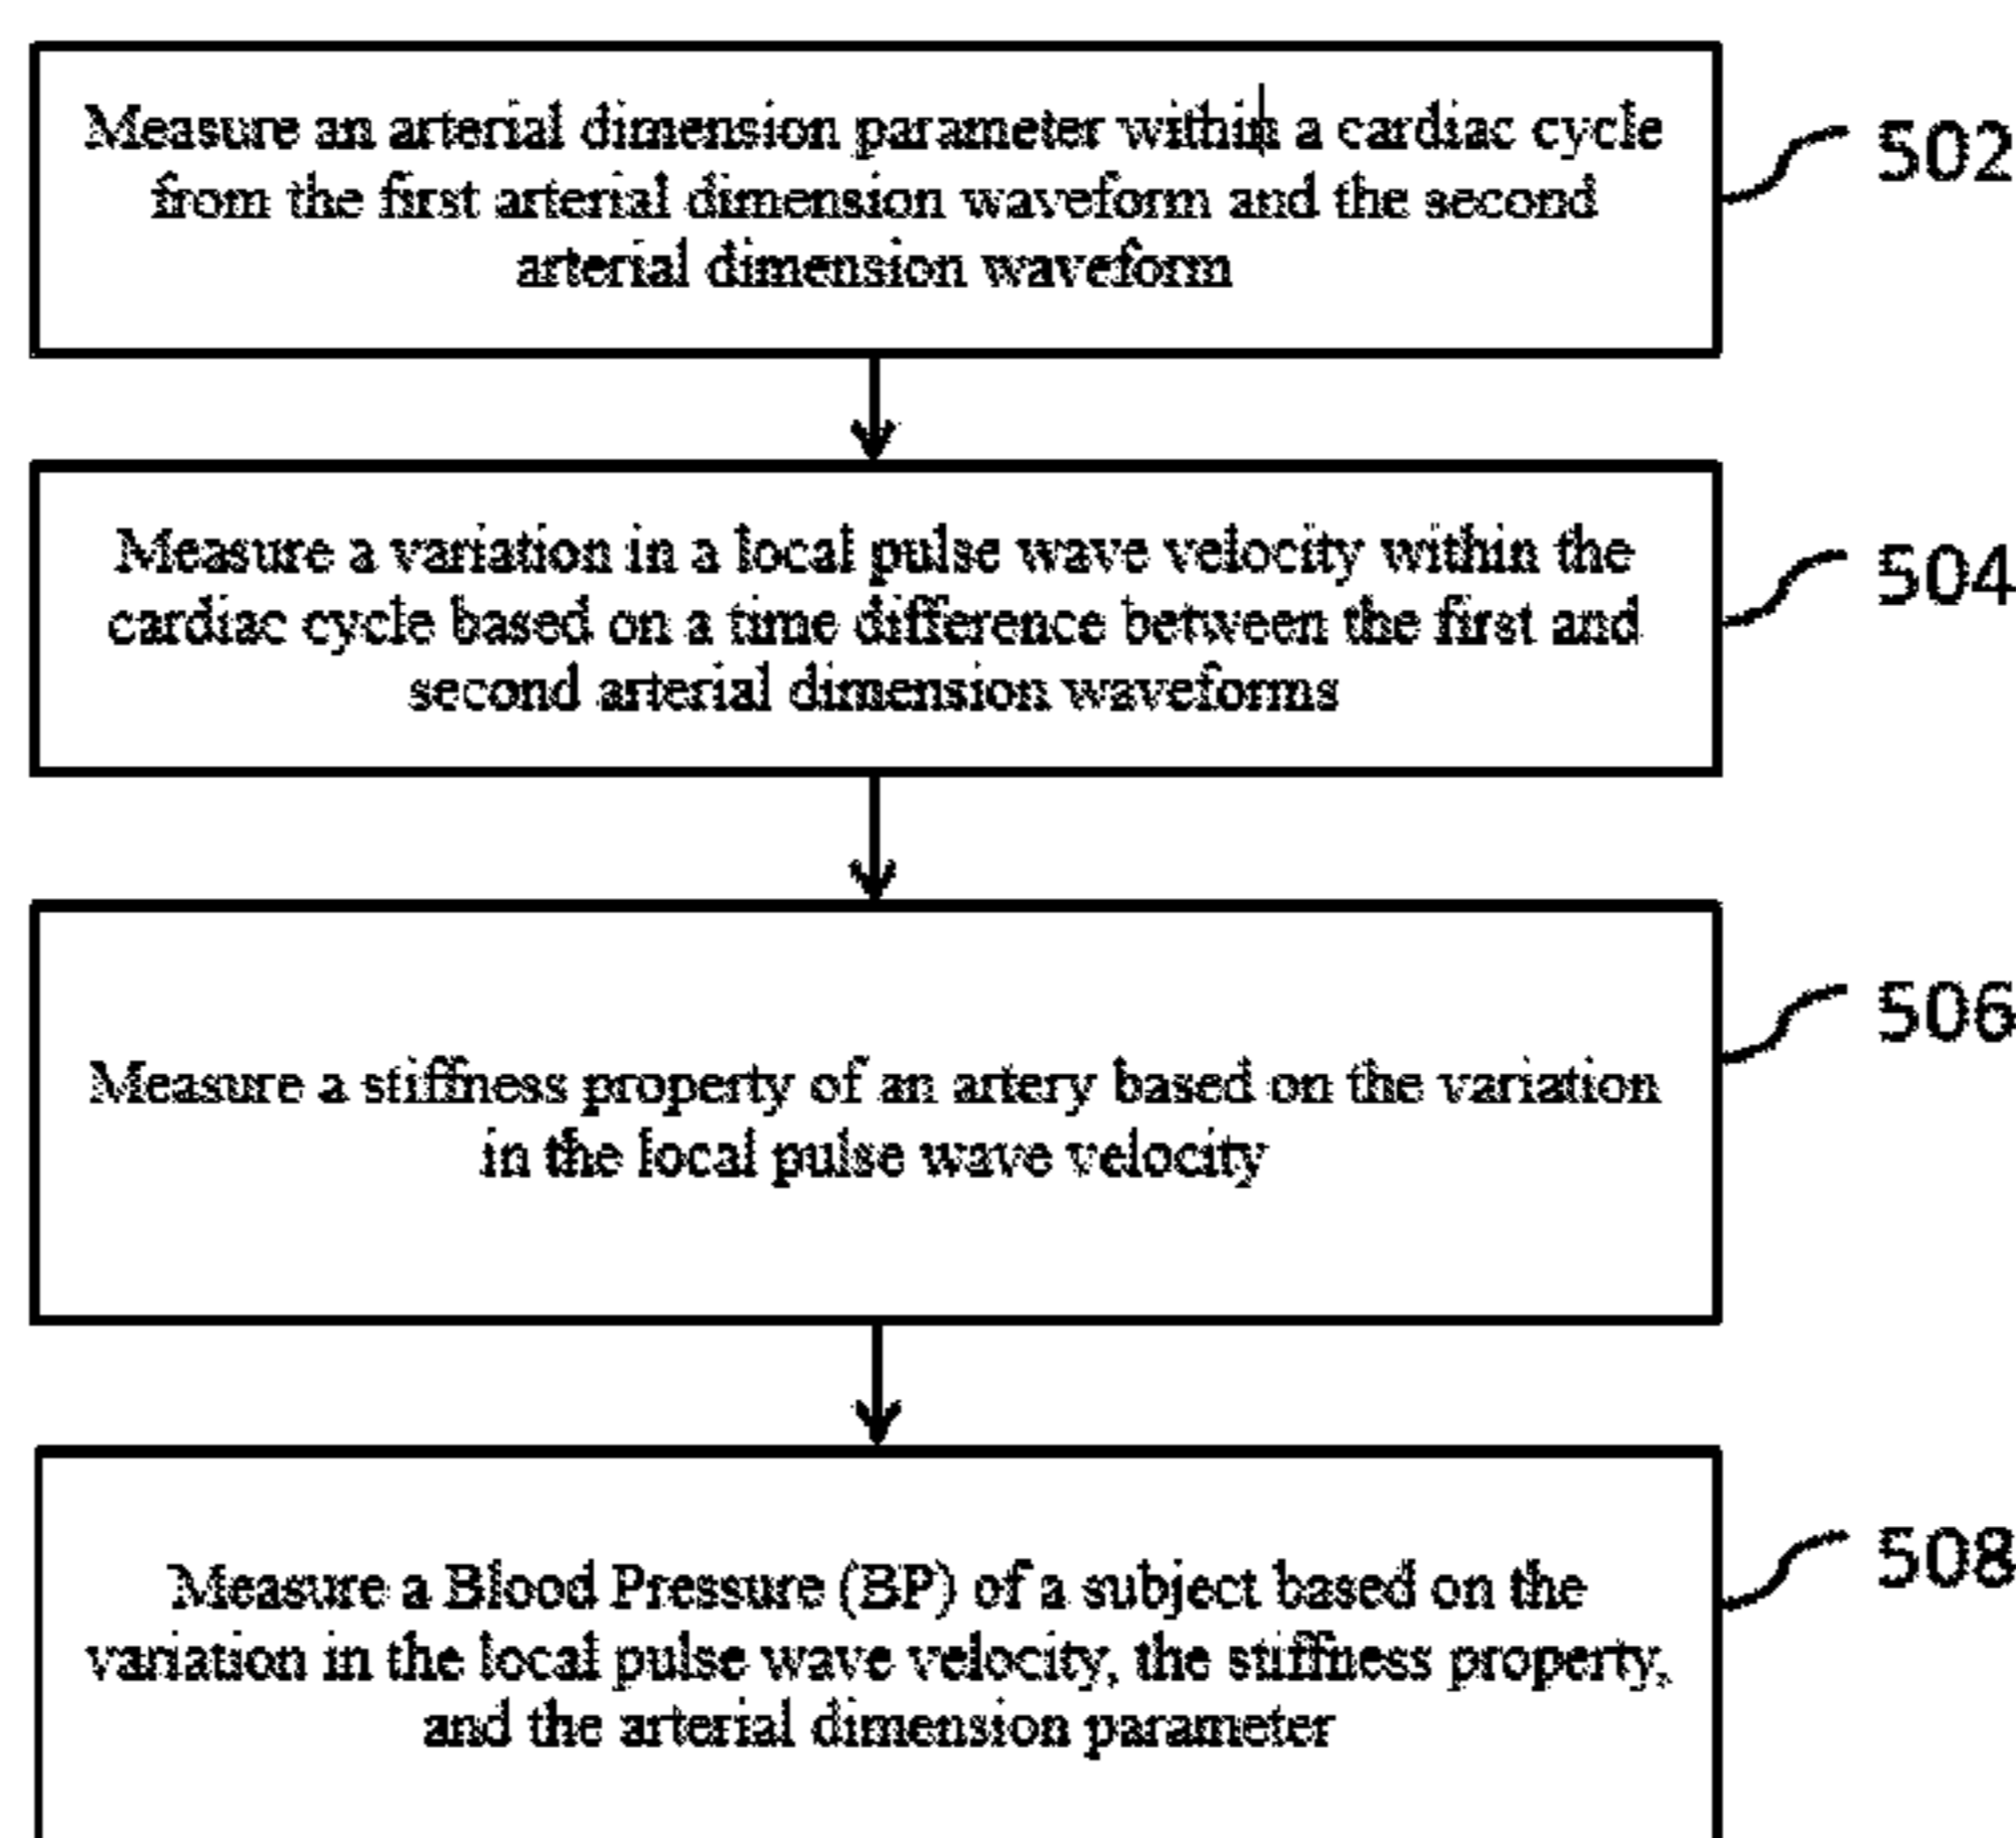 Measure an arterial dimension parameter within a cardiac cycle
from the first arterial dimension waveform and the second
arterial dimension waveform
502
Measure a variation in a local pulse wave velocity within the
cardiac cycle based on a time difference between the first and
second arterial dimension waveforms
504
Measure a stiffness property of an artery based on the variation
in the local pulse wave velocity
506
Measure a Blood Pressure (BP) of a subject based on the
variation in the local pulse wave velocity, the stiffness property,
and the arterial dimension parameter
508